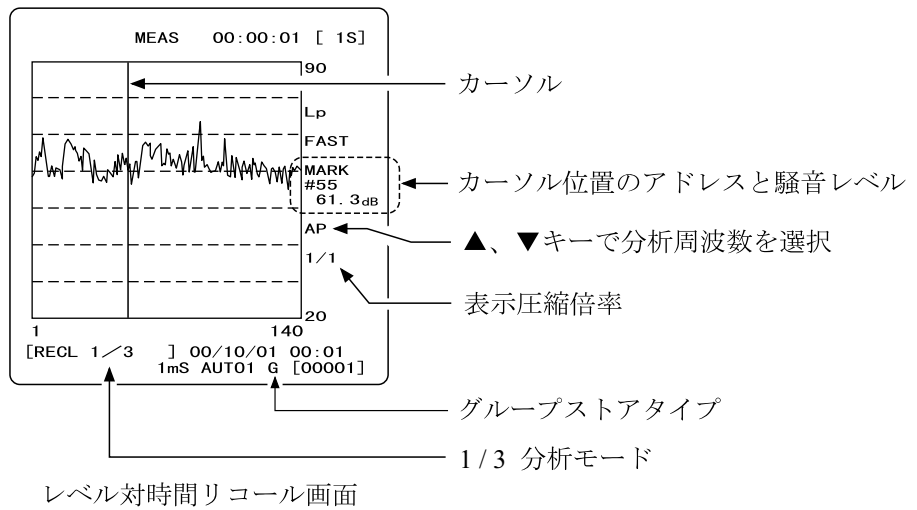 MEAS 00:00:01 [ 1S]
90
カーソル
Lp
FAST
MARK
#55
61.3dB
カーソル位置のアドレスと騒音レベル
AP
▲、▼キーで分析周波数を選択
1/1
表示圧縮倍率
20
1 140
[RECL 1/3 ] 00/10/01 00:01
1mS AUTO1 G [00001]
グループストアタイプ
1/3 分析モード
レベル対時間リコール画面